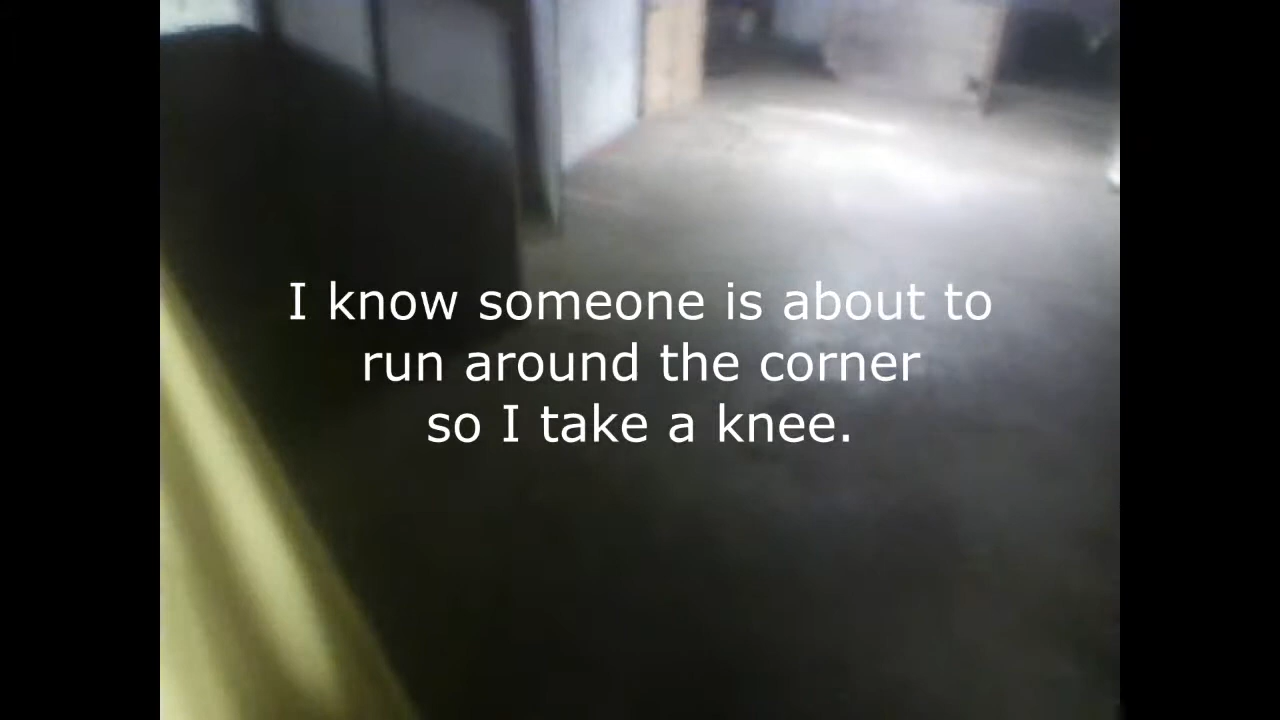 I know someone is about to
run around the corner
so I take a knee.